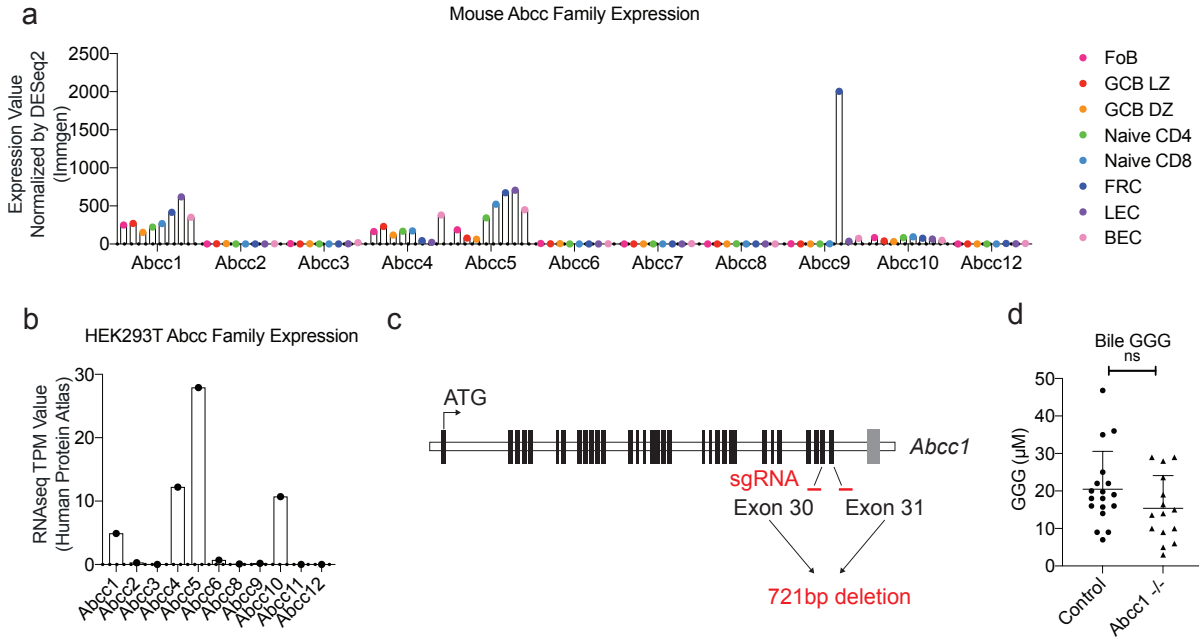 a
Mouse Abcc Family Expression
Expression Value
Normalized by DESeq2
(Immgen)
2500
2000
1500
1000
500
0
Abcc1 Abcc2 Abcc3 Abcc4 Abcc5 Abcc6 Abcc7 Abcc8 Abcc9 Abcc10 Abcc12
FoB
GCB LZ
GCB DZ
Naive CD4
Naive CD8
FRC
LEC
BEC
b
HEK293T Abcc Family Expression
RNAseq TPM Value
(Human Protein Atlas)
30
20
10
0
Abcc1
Abcc2
Abcc3
Abcc4
Abcc5
Abcc6
Abcc8
Abcc9
Abcc10
Abcc11
Abcc12
c
ATG
Abcc1
sgRNA
Exon 30 Exon 31
721bp deletion
d
Bile GGG
ns
GGG (µM)
50
40
30
20
10
0
Control
Abcc1 -/-